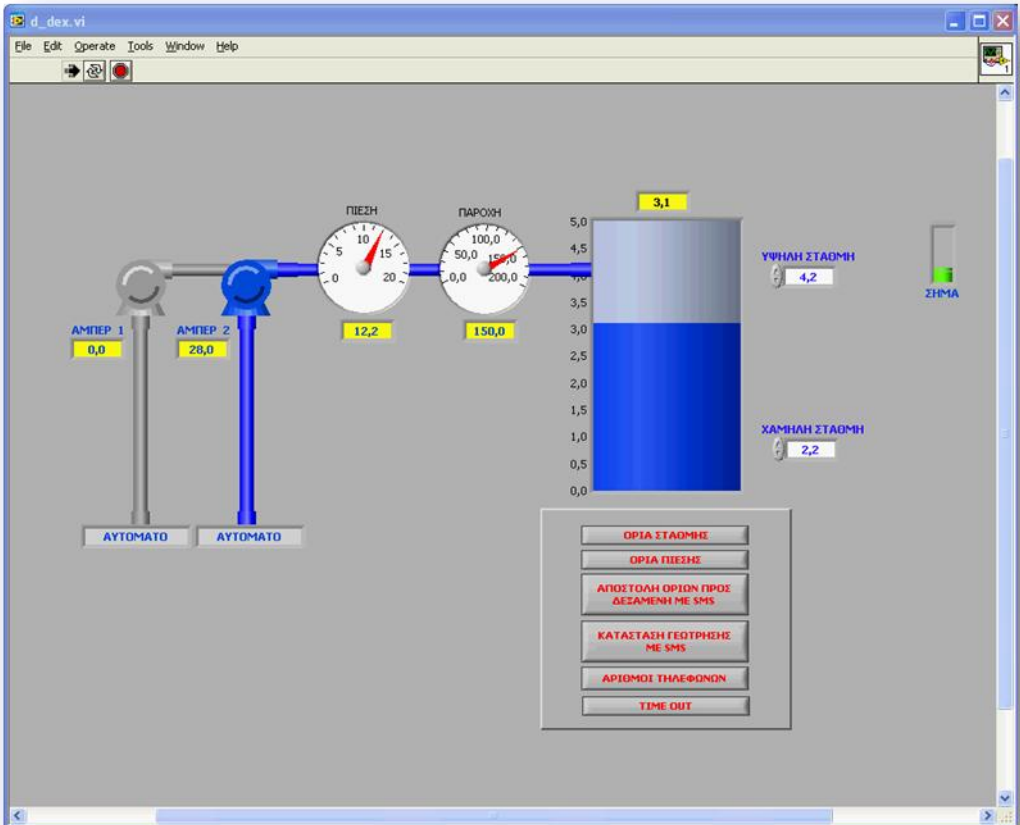 d_dex.vi
File Edit Operate Tools Window Help
1
ΠΙΕΣΗ
0
5
10
15
20
12,2
ΠΑΡΟΧΗ
0,0
50,0
100,0
150,0
200,0
150,0
3,1
5,0
4,5
4,0
3,5
3,0
2,5
2,0
1,5
1,0
0,5
0,0
ΥΨΗΛΗ ΣΤΑΘΜΗ
4,2
ΣΗΜΑ
ΑΜΠΕΡ 1
0,0
ΑΜΠΕΡ 2
28,0
ΧΑΜΗΛΗ ΣΤΑΘΜΗ
2,2
ΑΥΤΟΜΑΤΟ
ΑΥΤΟΜΑΤΟ
ΟΡΙΑ ΣΤΑΘΜΗΣ
ΟΡΙΑ ΠΙΕΣΗΣ
ΑΠΟΣΤΟΛΗ ΟΡΙΩΝ ΠΡΟΣ
ΔΕΞΑΜΕΝΗ ΜΕ SMS
ΚΑΤΑΣΤΑΣΗ ΓΕΩΤΡΗΣΗΣ
ΜΕ SMS
ΑΡΙΘΜΟΙ ΤΗΛΕΦΩΝΩΝ
TIME OUT